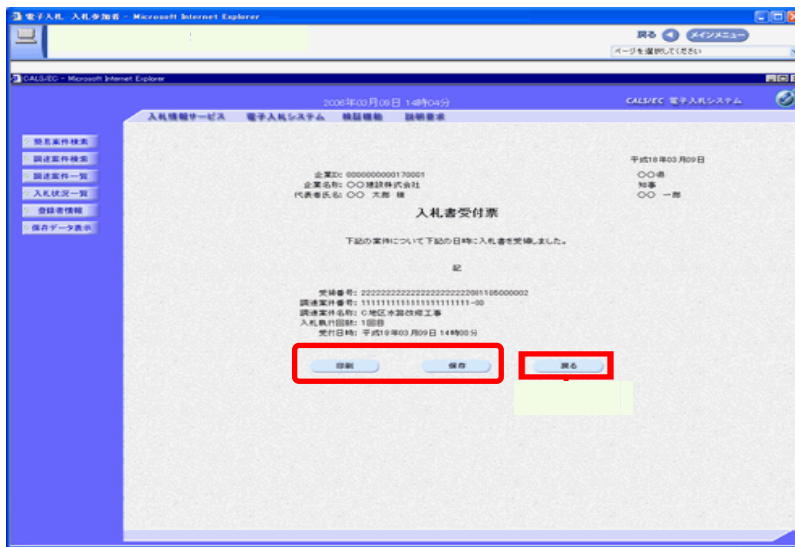 電子入札 入札参加者 - Microsoft Internet Explorer
戻る メインメニュー
ページを選択してください
CALS/EC - Microsoft Internet Explorer
2006年03月09日 14時04分
CALS/EC 電子入札システム
入札情報サービス 電子入札システム 検証機能 説明要求
簡易案件検索
調達案件検索
調達案件一覧
入札状況一覧
登録者情報
保存データ表示
平成18年03月09日
企業ID: 0000000000170001
企業名称: 〇〇建設株式会社
代表者氏名: 〇〇 太郎 様
〇〇県
知事
〇〇 一郎
入札書受付票
下記の案件について下記の日時に入札書を受領しました。
記
調達案件番号: 1111111111111111111111-00
調達案件名称: C地区水路改修工事
入札執行回数: 1回目
受付日時: 平成18年03月09日 14時00分
印刷 保存 戻る